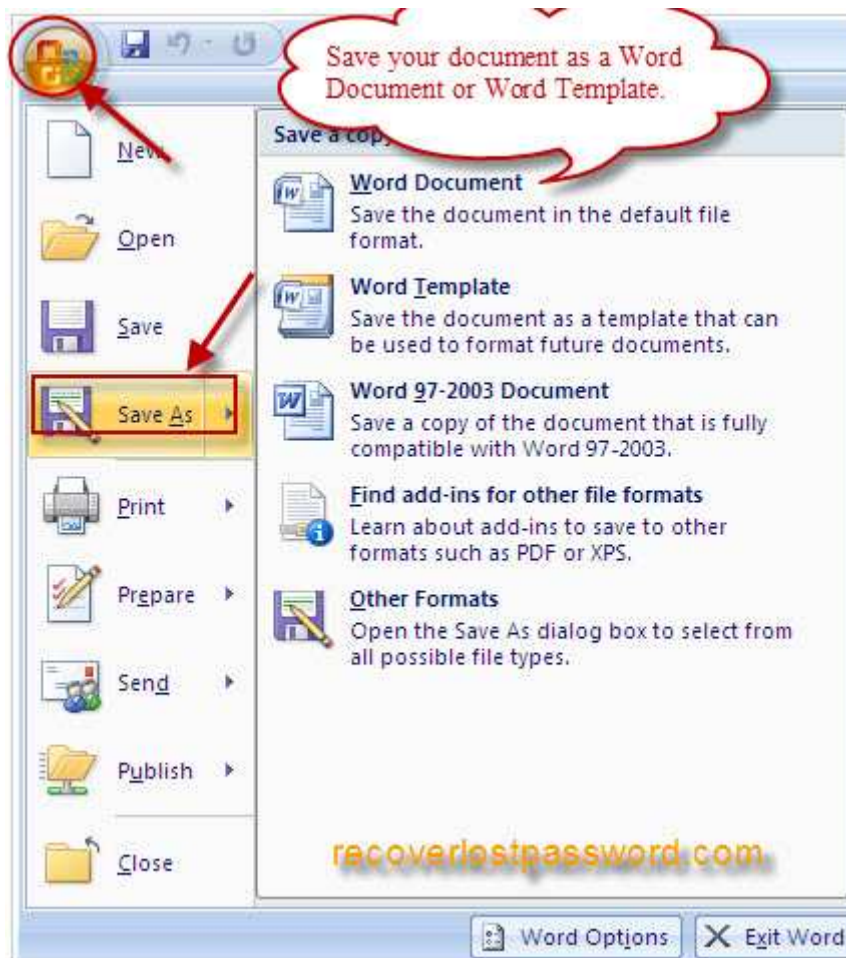 Save your document as a Word
Document or Word Template.
New
Open
Save
Save As
Print
Prepare
Send
Publish
Close
Save a copy
Word Document
Save the document in the default file
format.
Word Template
Save the document as a template that can
be used to format future documents.
Word 97-2003 Document
Save a copy of the document that is fully
compatible with Word 97-2003.
Find add-ins for other file formats
Learn about add-ins to save to other
formats such as PDF or XPS.
Other Formats
Open the Save As dialog box to select from
all possible file types.
recoverlostpassword.com
Word Options
Exit Word